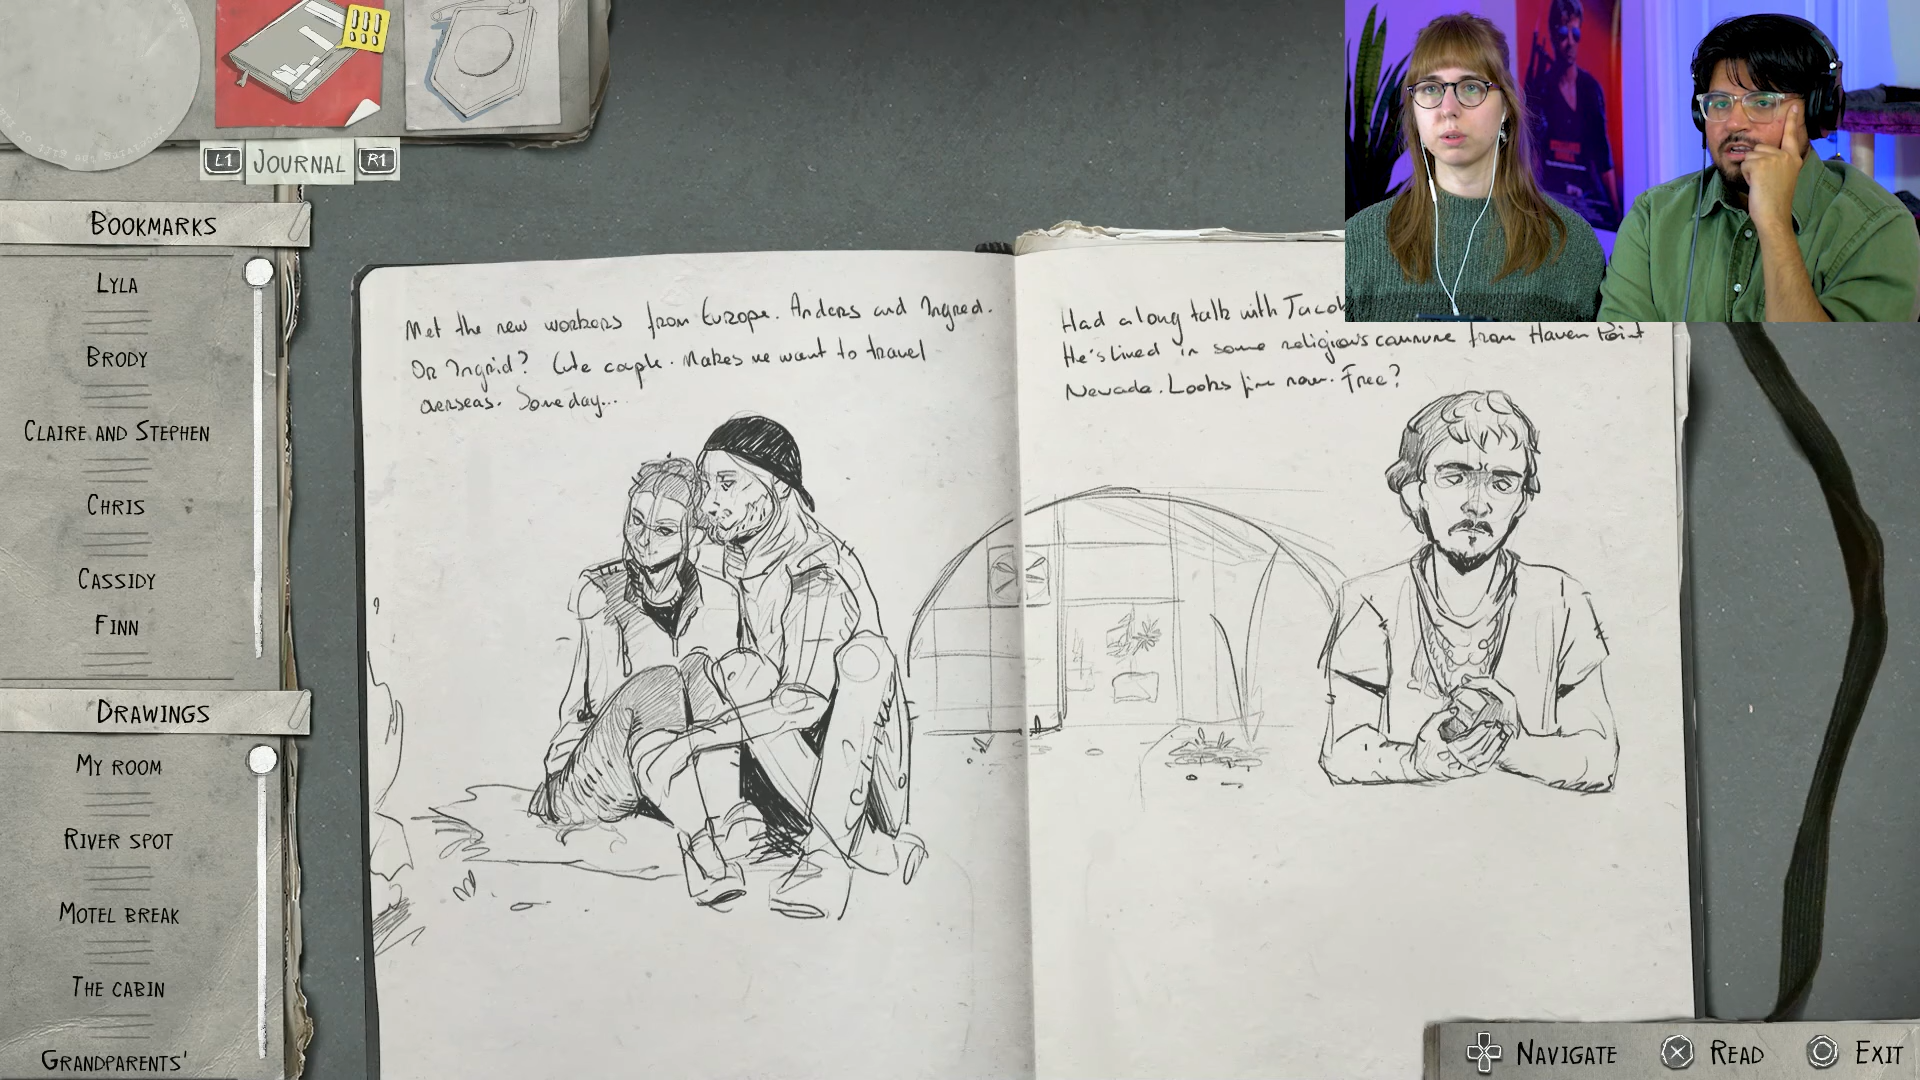 L1 JOURNAL R1
BOOKMARKS
LYLA
BRODY
CLAIRE AND STEPHEN
CHRIS
CASSIDY
FINN
DRAWINGS
MY ROOM
RIVER SPOT
MOTEL BREAK
THE CABIN
GRANDPARENTS'
Met the new workers from Europe. Anders and Ingred.
Or Ingrid? Cute couple. Makes me want to travel
overseas. Someday...
Had a long talk with Jacob
He's lived in some religious commune from Haven Point
Nevada. Looks fine now. Free?
NAVIGATE
READ
EXIT